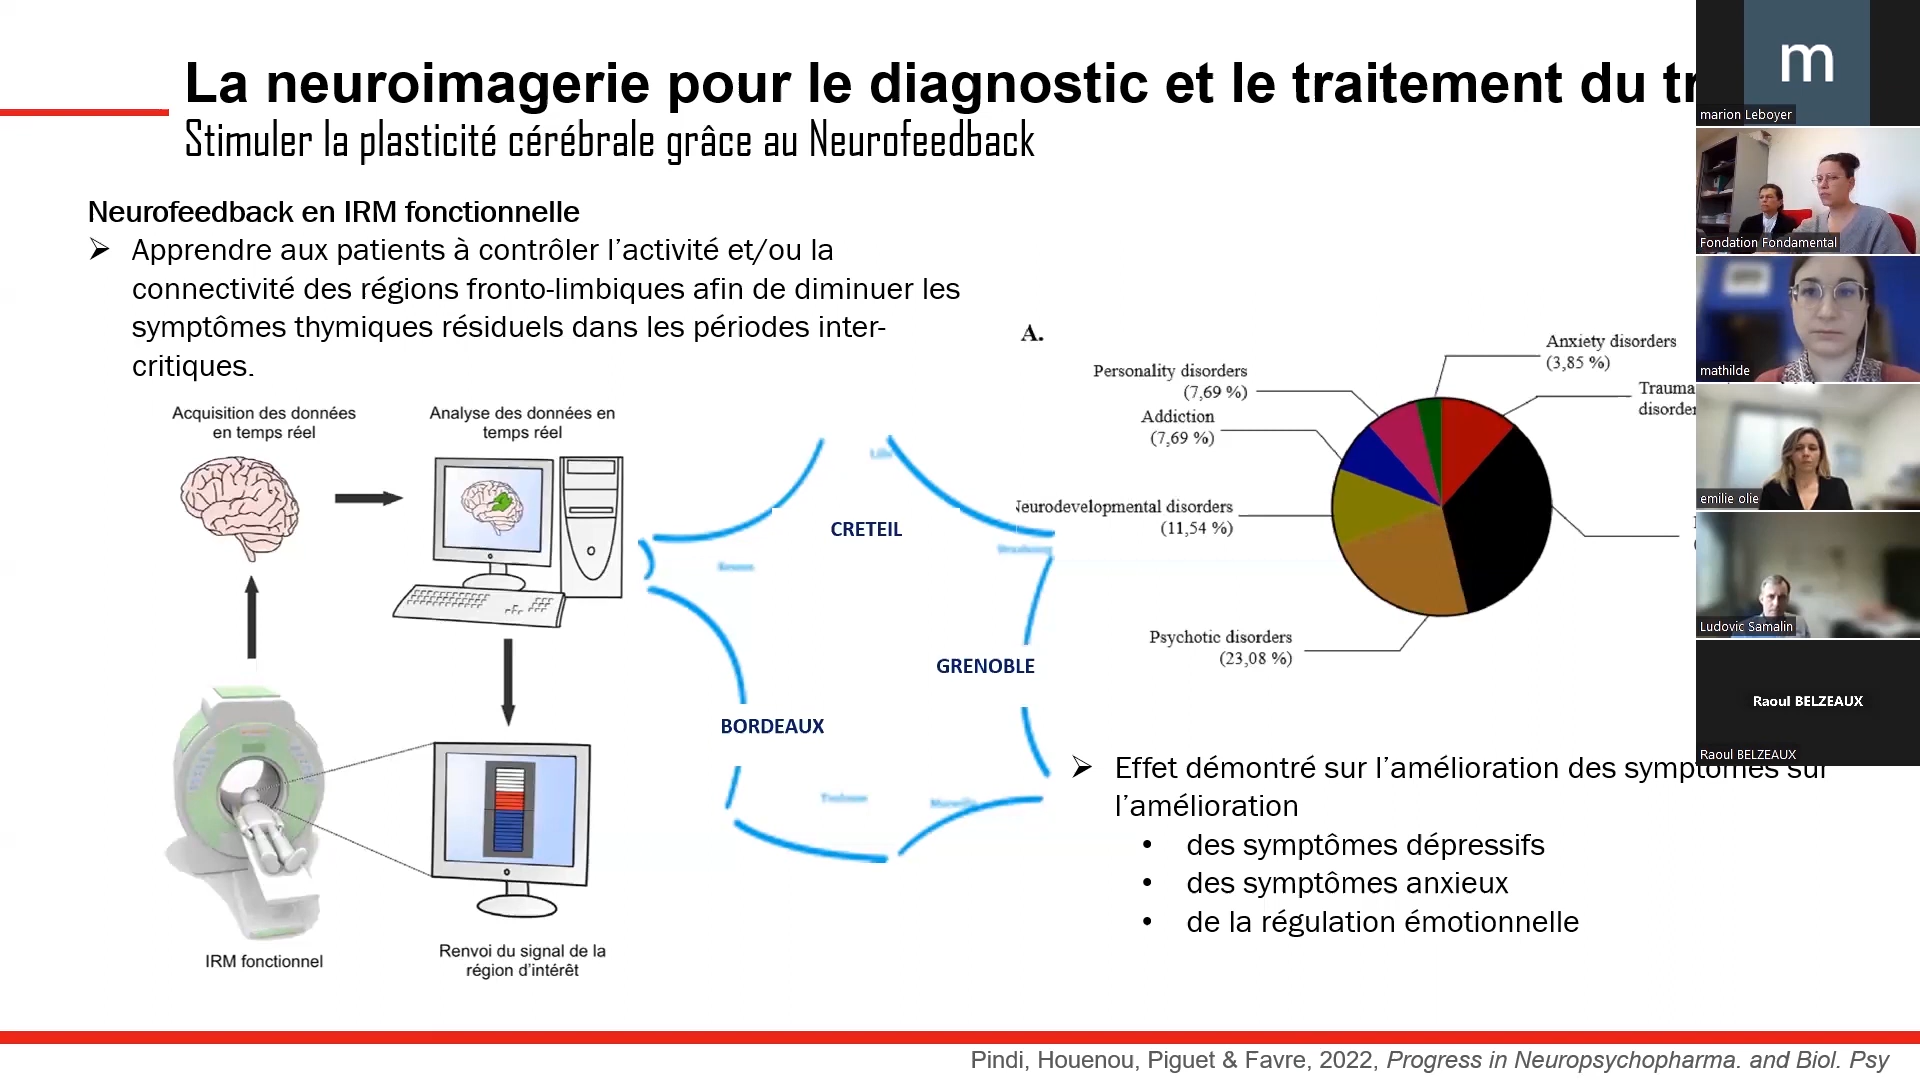 La neuroimagerie pour le diagnostic et le traitement du tr
Stimuler la plasticité cérébrale grâce au Neurofeedback
Neurofeedback en IRM fonctionnelle
➢ Apprendre aux patients à contrôler l’activité et/ou la
connectivité des régions fronto-limbiques afin de diminuer les
symptômes thymiques résiduels dans les périodes inter-
critiques.
Acquisition des données
en temps réel
Analyse des données en
temps réel
IRM fonctionnel
Renvoi du signal de la
région d’intérêt
Lille
CRETEIL
Strasbourg
Rennes
GRENOBLE
BORDEAUX
Toulouse
Marseille
A.
Anxiety disorders
(3,85 %)
Personality disorders
(7,69 %)
Trauma
disorder
Addiction
(7,69 %)
Neurodevelopmental disorders
(11,54 %)
Psychotic disorders
(23,08 %)
➢ Effet démontré sur l’amélioration des symptômes sur
l’amélioration
• des symptômes dépressifs
• des symptômes anxieux
• de la régulation émotionnelle
Pindi, Houenou, Piguet & Favre, 2022, Progress in Neuropsychopharma. and Biol. Psy
m
marion Leboyer
Fondation Fondamental
mathilde
emilie olie
Ludovic Samalin
Raoul BELZEAUX
Raoul BELZEAUX